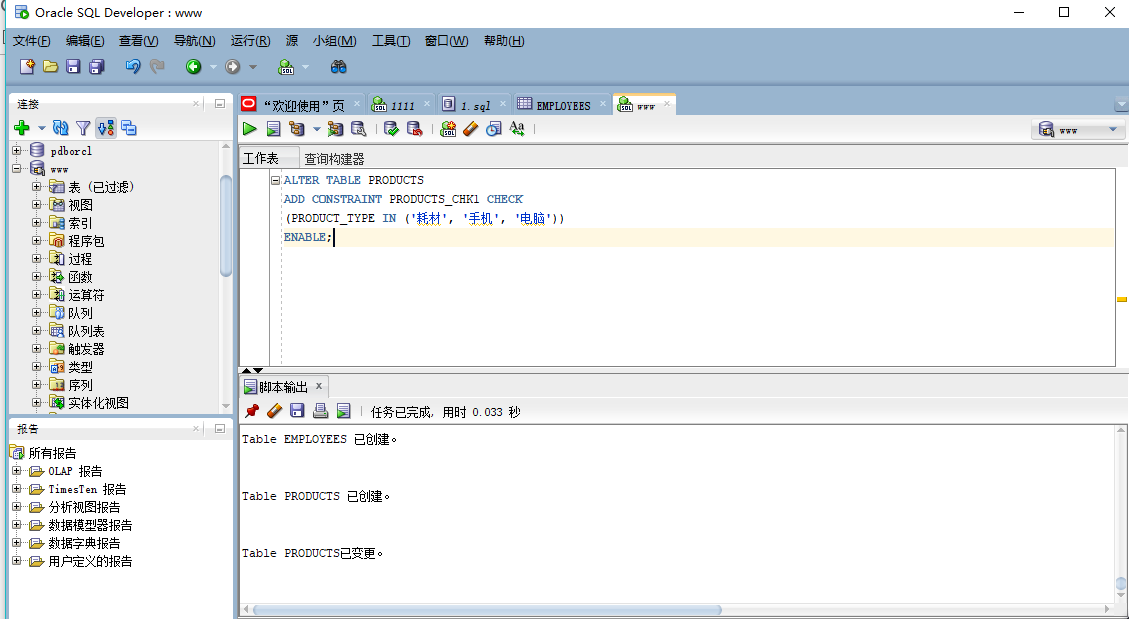 Oracle SQL Developer : www
文件(F) 编辑(E) 查看(V) 导航(N) 运行(R) 源 小组(M) 工具(T) 窗口(W) 帮助(H)
连接
pdborcl
www
表（已过滤）
视图
索引
程序包
过程
函数
运算符
队列
队列表
触发器
类型
序列
实体化视图
报告
所有报告
OLAP 报告
TimesTen 报告
分析视图报告
数据模型器报告
数据字典报告
用户定义的报告
“欢迎使用”页 1111 1.sql EMPLOYEES www
www
工作表 查询构建器
ALTER TABLE PRODUCTS
ADD CONSTRAINT PRODUCTS_CHK1 CHECK
(PRODUCT_TYPE IN ('耗材', '手机', '电脑'))
ENABLE;
脚本输出 x
任务已完成, 用时 0.033 秒
Table EMPLOYEES 已创建。
Table PRODUCTS 已创建。
Table PRODUCTS已变更。